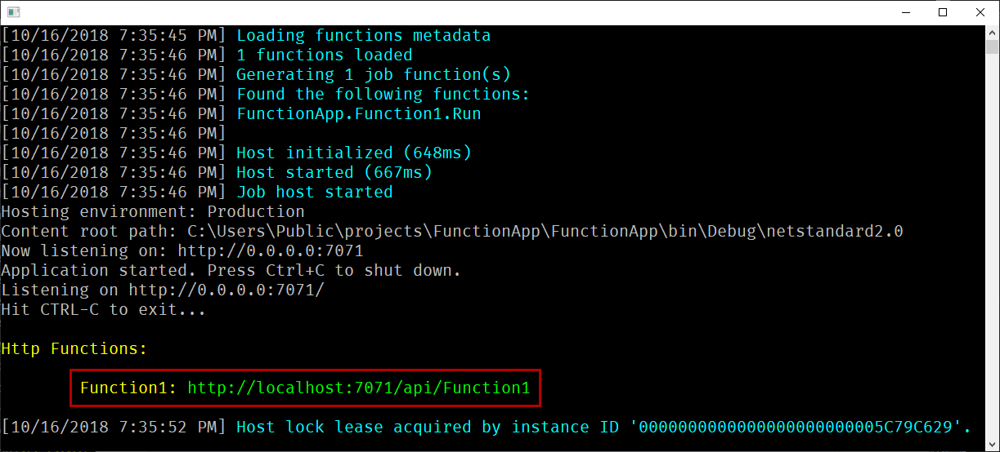 [10/16/2018 7:35:45 PM] Loading functions metadata
[10/16/2018 7:35:46 PM] 1 functions loaded
[10/16/2018 7:35:46 PM] Generating 1 job function(s)
[10/16/2018 7:35:46 PM] Found the following functions:
[10/16/2018 7:35:46 PM] FunctionApp.Function1.Run
[10/16/2018 7:35:46 PM]
[10/16/2018 7:35:46 PM] Host initialized (648ms)
[10/16/2018 7:35:46 PM] Host started (667ms)
[10/16/2018 7:35:46 PM] Job host started
Hosting environment: Production
Content root path: C:\Users\Public\projects\FunctionApp\FunctionApp\bin\Debug\netstandard2.0
Now listening on: http://0.0.0.0:7071
Application started. Press Ctrl+C to shut down.
Listening on http://0.0.0.0:7071/
Hit CTRL-C to exit...
Http Functions:
Function1: http://localhost:7071/api/Function1
[10/16/2018 7:35:52 PM] Host lock lease acquired by instance ID '0000000000000000000000005C79C629'.